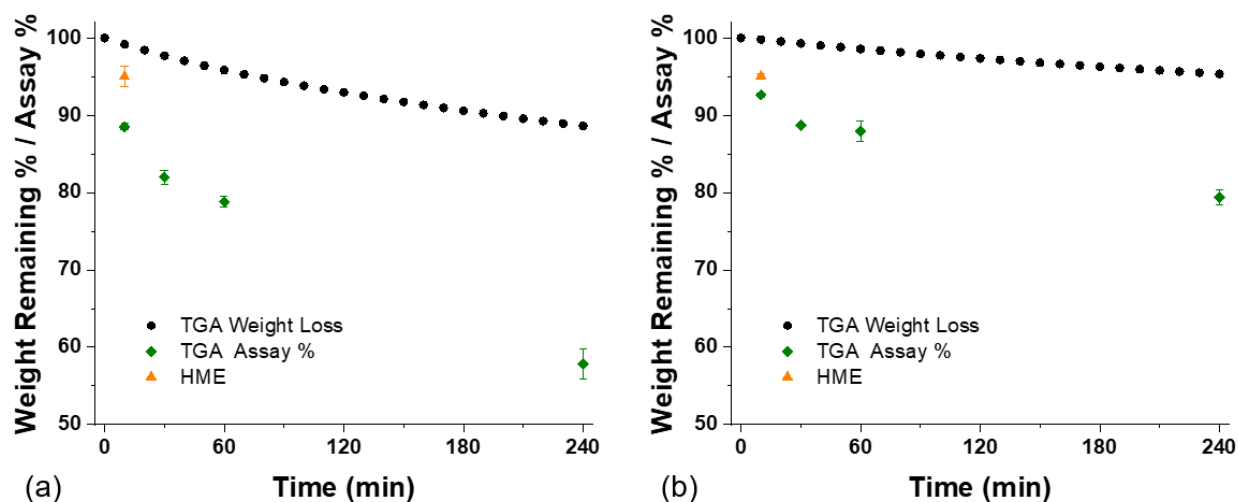 Weight Remaining % / Assay %
100
90
80
70
60
50
TGA Weight Loss
TGA Assay %
HME
0
60
120
180
240
(a)
Time (min)
Weight Remaining % / Assay %
100
90
80
70
60
50
TGA Weight Loss
TGA Assay %
HME
0
60
120
180
240
(b)
Time (min)